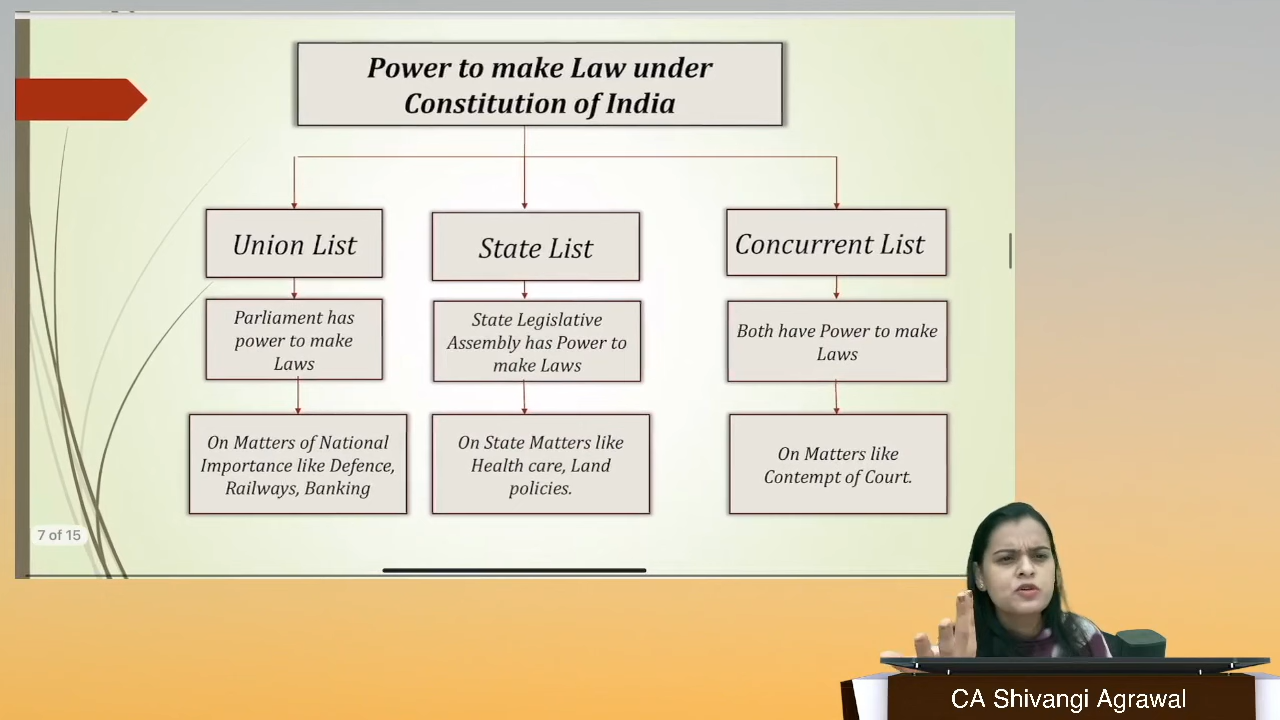 Power to make Law under
Constitution of India
Union List
State List
Concurrent List
Parliament has
power to make
Laws
State Legislative
Assembly has Power to
make Laws
Both have Power to make
Laws
On Matters of National
Importance like Defence,
Railways, Banking
On State Matters like
Health care, Land
policies.
On Matters like
Contempt of Court.
7 of 15
CA Shivangi Agrawal